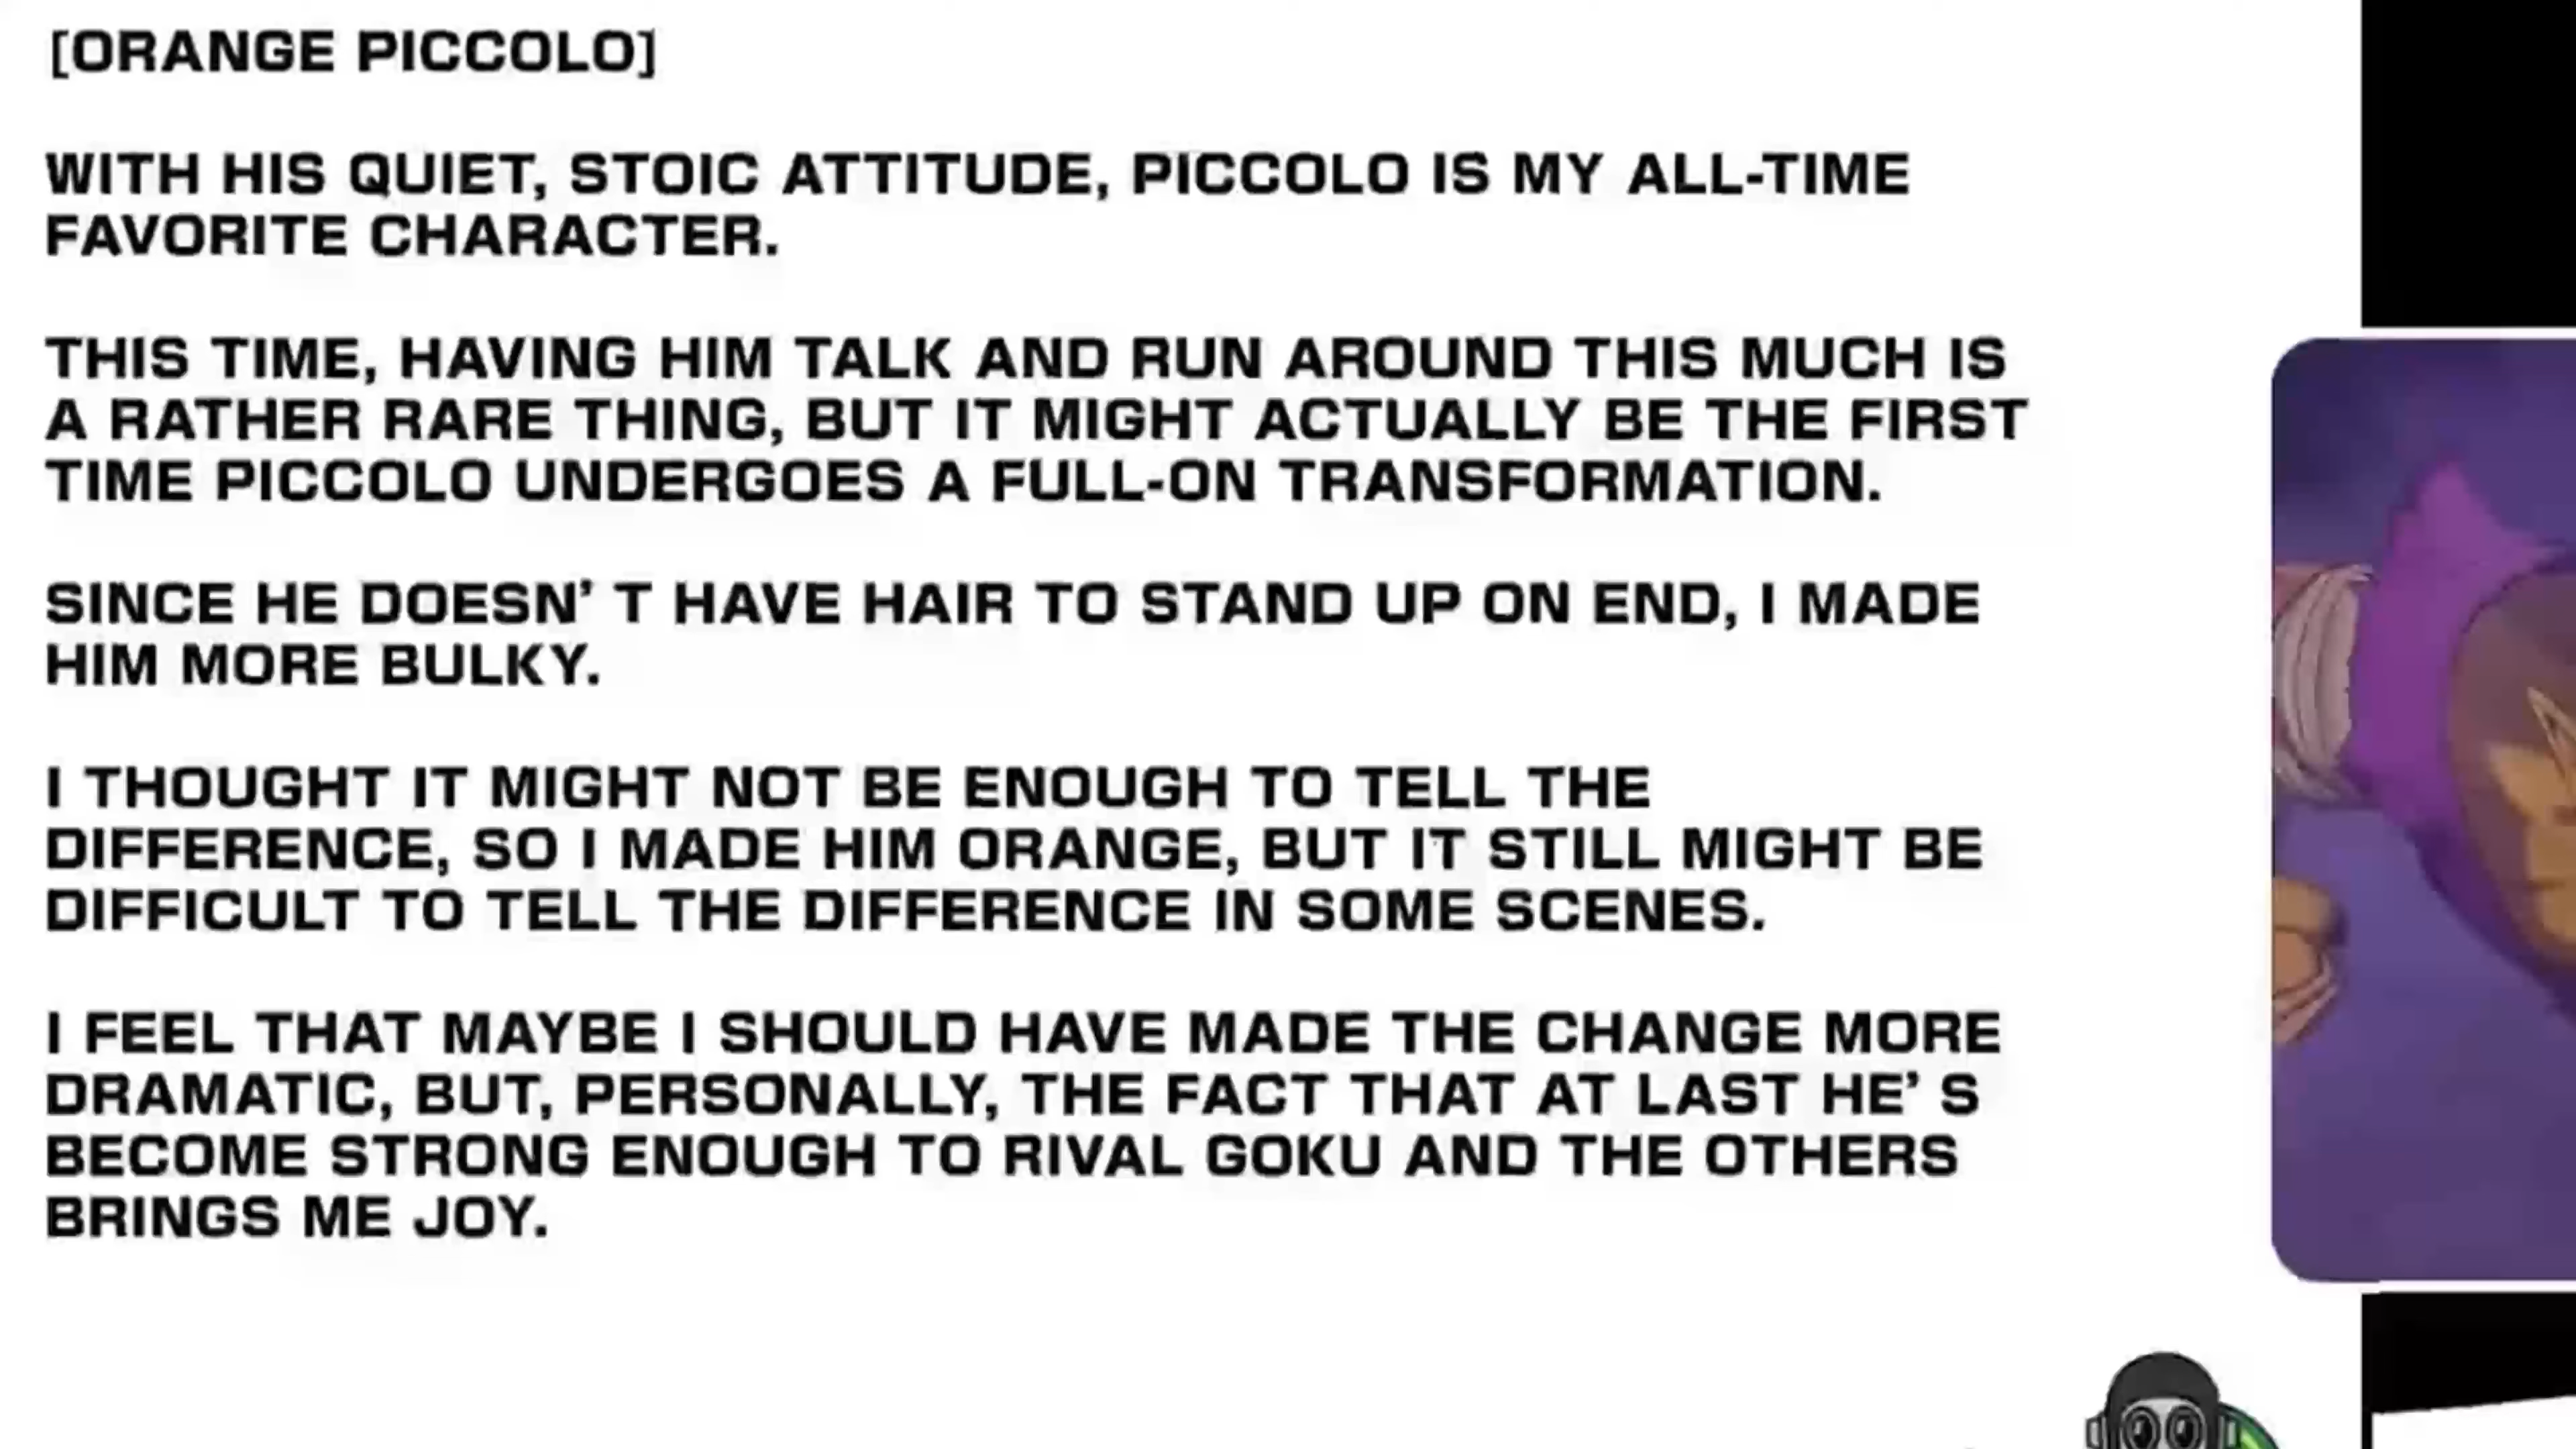 [ORANGE PICCOLO]
WITH HIS QUIET, STOIC ATTITUDE, PICCOLO IS MY ALL-TIME
FAVORITE CHARACTER.
THIS TIME, HAVING HIM TALK AND RUN AROUND THIS MUCH IS
A RATHER RARE THING, BUT IT MIGHT ACTUALLY BE THE FIRST
TIME PICCOLO UNDERGOES A FULL-ON TRANSFORMATION.
SINCE HE DOESN' T HAVE HAIR TO STAND UP ON END, I MADE
HIM MORE BULKY.
I THOUGHT IT MIGHT NOT BE ENOUGH TO TELL THE
DIFFERENCE, SO I MADE HIM ORANGE, BUT IT STILL MIGHT BE
DIFFICULT TO TELL THE DIFFERENCE IN SOME SCENES.
I FEEL THAT MAYBE I SHOULD HAVE MADE THE CHANGE MORE
DRAMATIC, BUT, PERSONALLY, THE FACT THAT AT LAST HE' S
BECOME STRONG ENOUGH TO RIVAL GOKU AND THE OTHERS
BRINGS ME JOY.